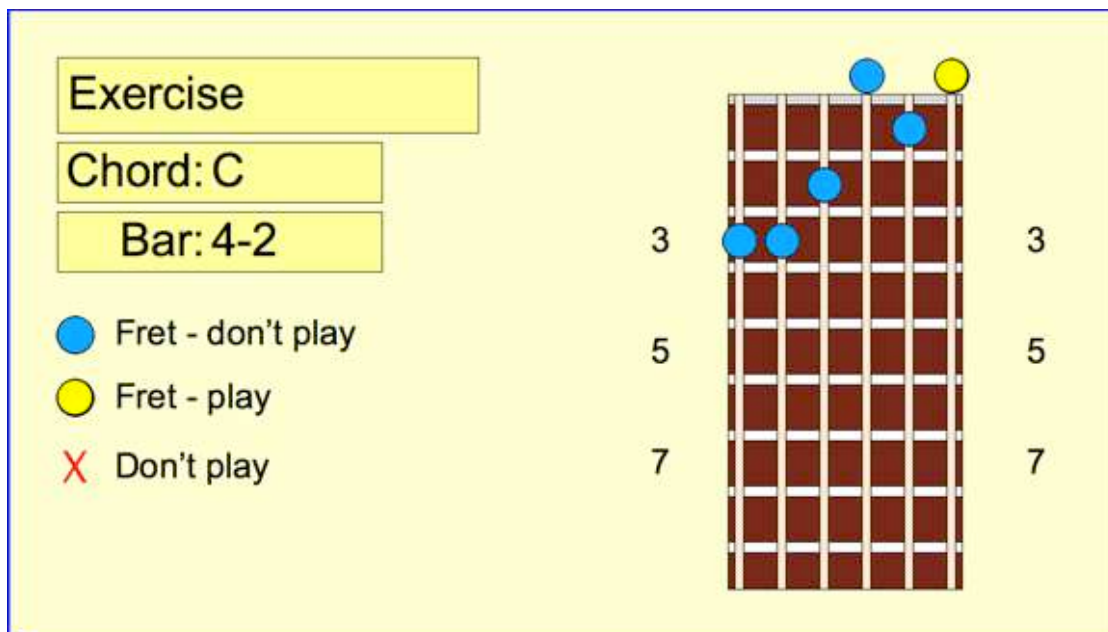 Exercise
Chord: C
Bar: 4-2
Fret - don't play
Fret - play
X Don't play
3 3
5 5
7 7